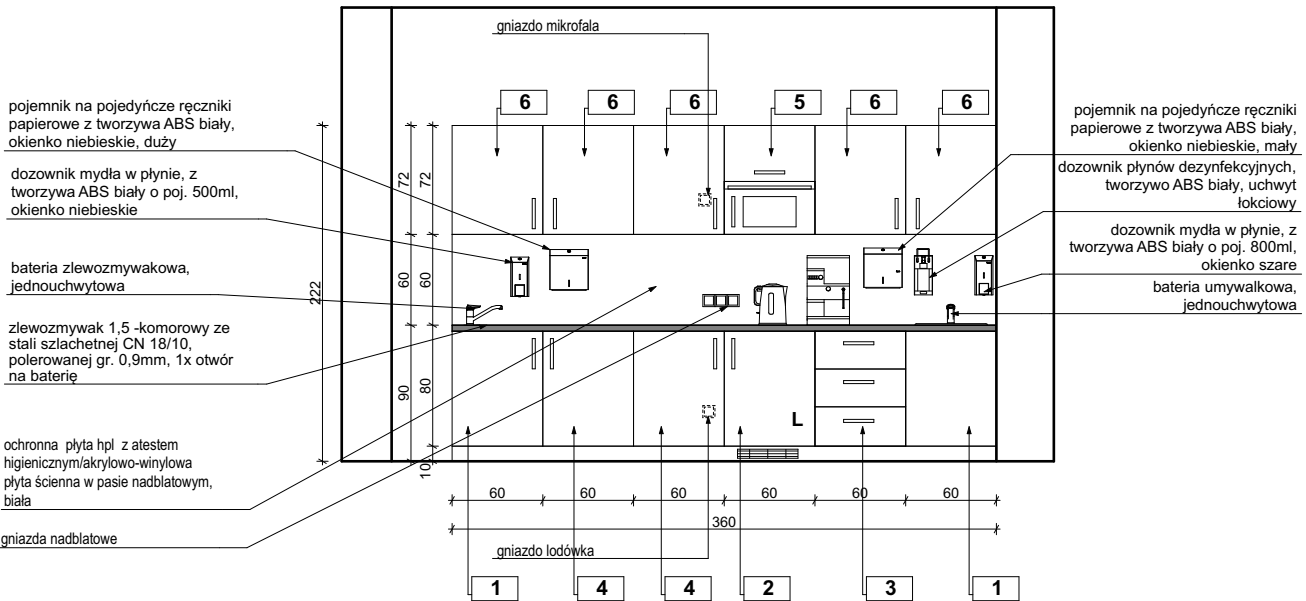 gniazdo mikrofala
6
6
6
5
6
6
pojemnik na pojedyńcze ręczniki
papierowe z tworzywa ABS biały,
okienko niebieskie, duży
dozownik mydła w płynie, z
tworzywa ABS biały o poj. 500ml,
okienko niebieskie
bateria zlewozmywakowa,
jednouchwytowa
zlewozmywak 1,5 -komorowy ze
stali szlachetnej CN 18/10,
polerowanej gr. 0,9mm, 1x otwór
na baterię
ochronna płyta hpl z atestem
higienicznym/akrylowo-winylowa
płyta ścienna w pasie nadblatowym,
biała
gniazda nadblatowe
222
72
72
60
60
90
80
10
L
pojemnik na pojedyńcze ręczniki
papierowe z tworzywa ABS biały,
okienko niebieskie, mały
dozownik płynów dezynfekcyjnych,
tworzywo ABS biały, uchwyt
łokciowy
dozownik mydła w płynie, z
tworzywa ABS biały o poj. 800ml,
okienko szare
bateria umywalkowa,
jednouchwytowa
60
60
60
60
60
60
360
gniazdo lodówka
1
4
4
2
3
1